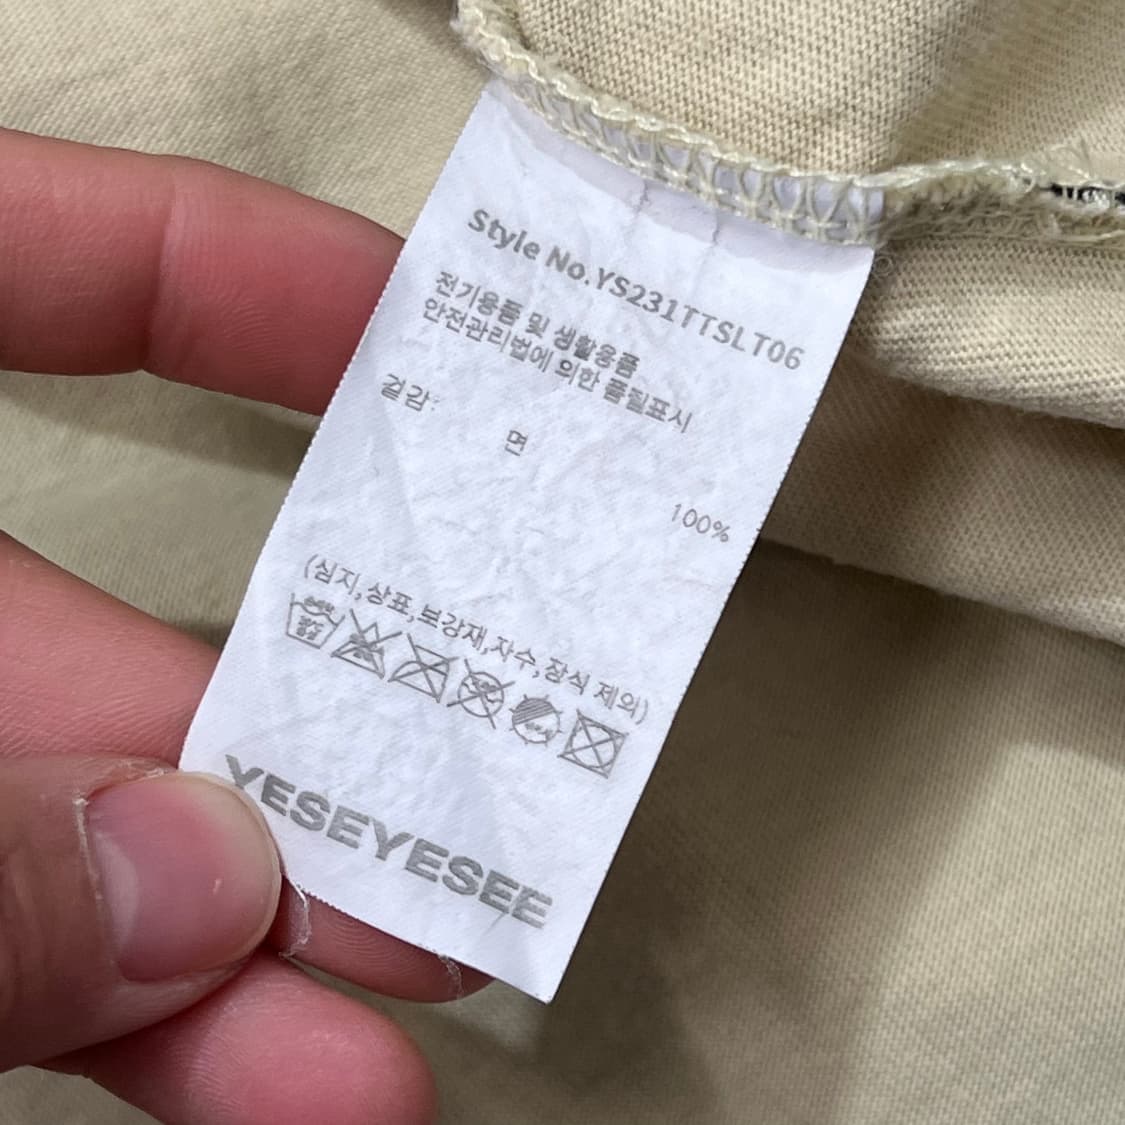 Style No.YS231TTSLT06
전기용품 및 생활용품
안전관리법에 의한 품질표시
겉감:
면
100%
(심지,상표,보강재,자수,장식 제외)
YESEYESEE